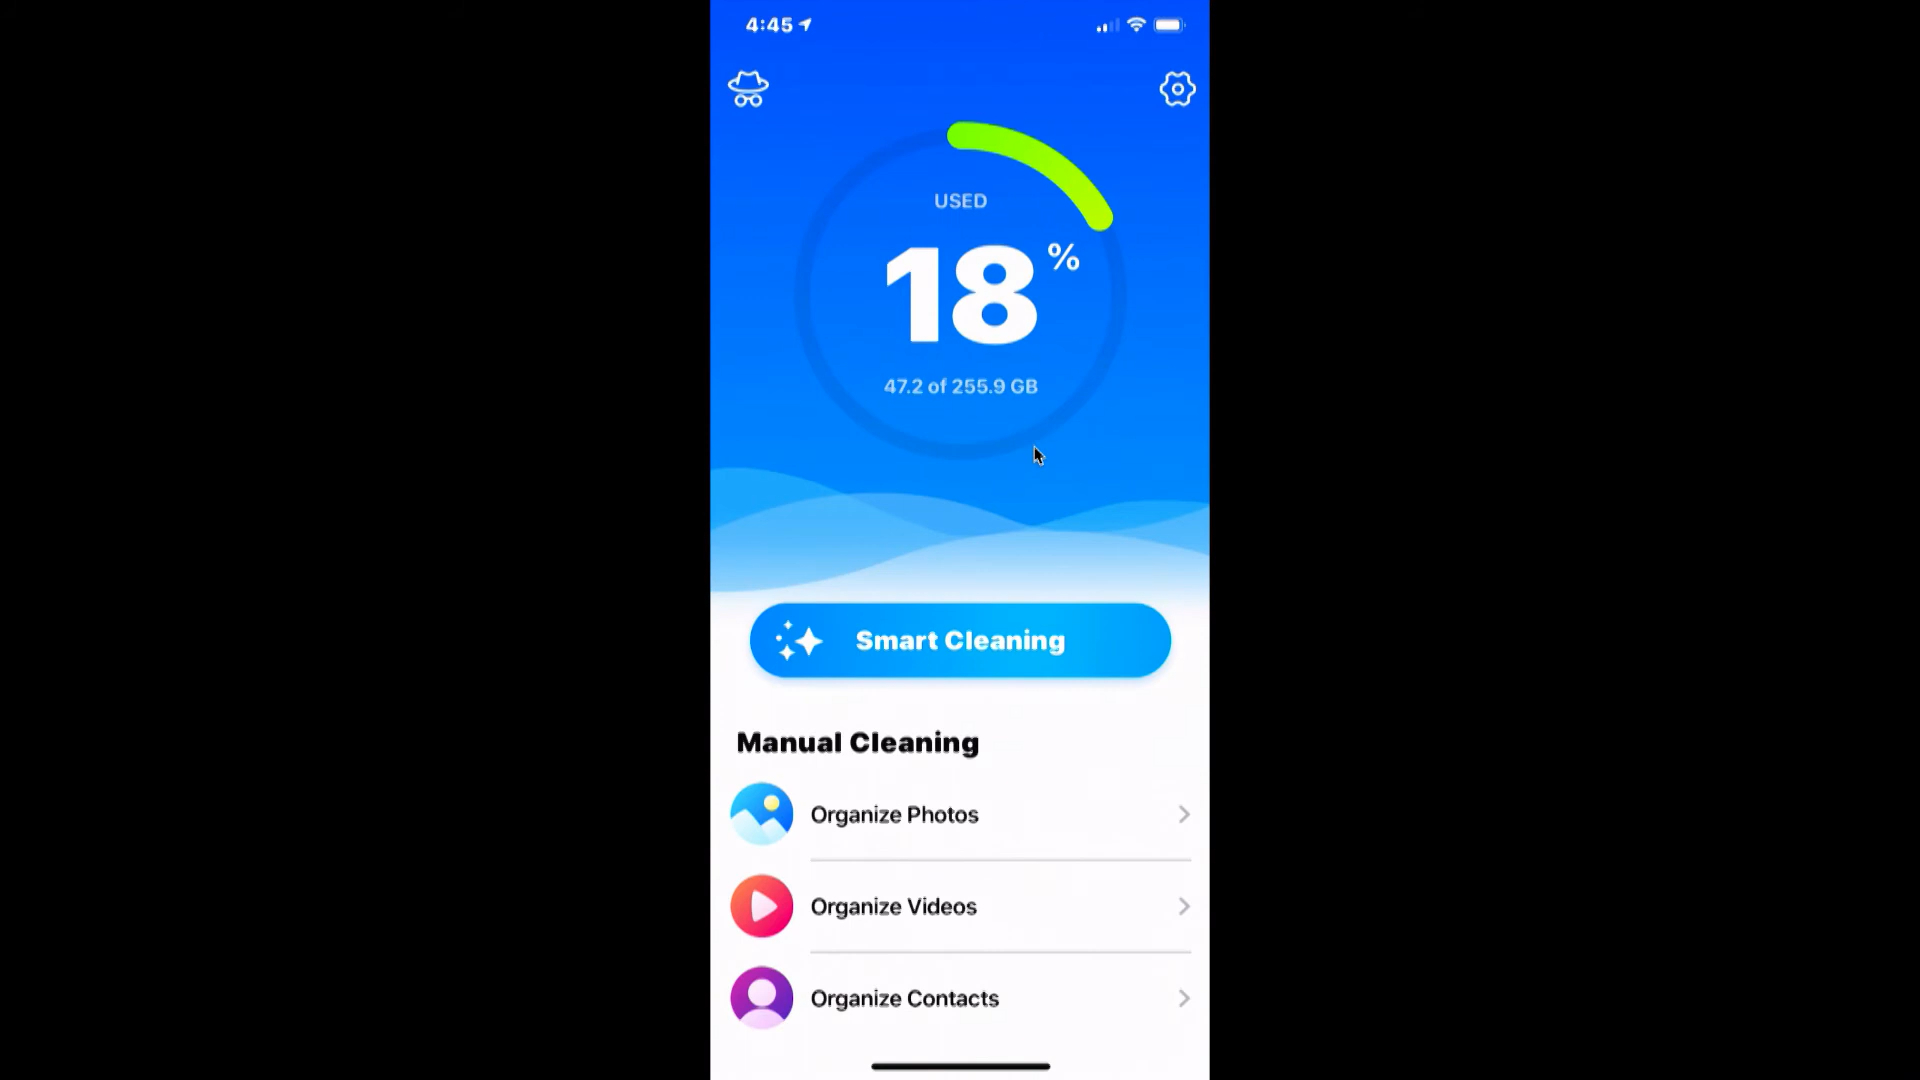 4:45
USED
18%
47.2 of 255.9 GB
Smart Cleaning
Manual Cleaning
Organize Photos
Organize Videos
Organize Contacts